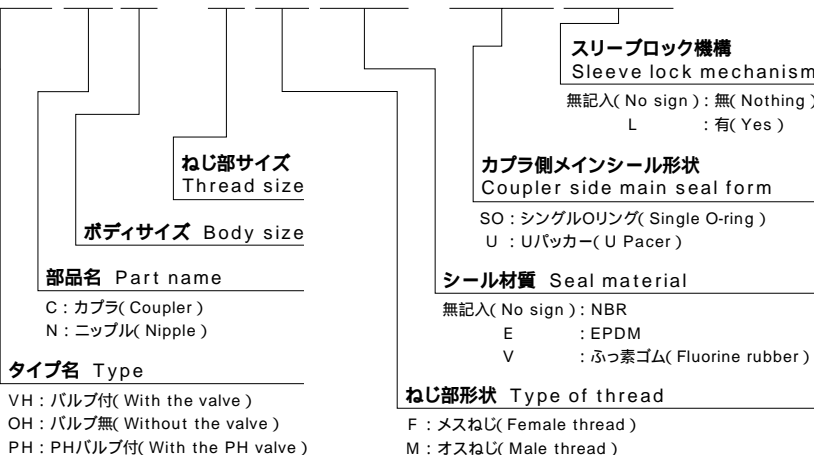 スリーブロック機構
Sleeve lock mechanism
無記入( No sign ) : 無( Nothing )
L : 有( Yes )
ねじ部サイズ
Thread size
カプラ側メインシール形状
Coupler side main seal form
SO : シングルOリング( Single O-ring )
U : Uパッカー( U Pacer )
ボディサイズ Body size
部品名 Part name
C : カプラ( Coupler )
N : ニップル( Nipple )
シール材質 Seal material
無記入( No sign ) : NBR
E : EPDM
V : ふっ素ゴム( Fluorine rubber )
タイプ名 Type
VH : バルブ付( With the valve )
OH : バルブ無( Without the valve )
PH : PHバルブ付( With the PH valve )
ねじ部形状 Type of thread
F : メスねじ( Female thread )
M : オスねじ( Male thread )